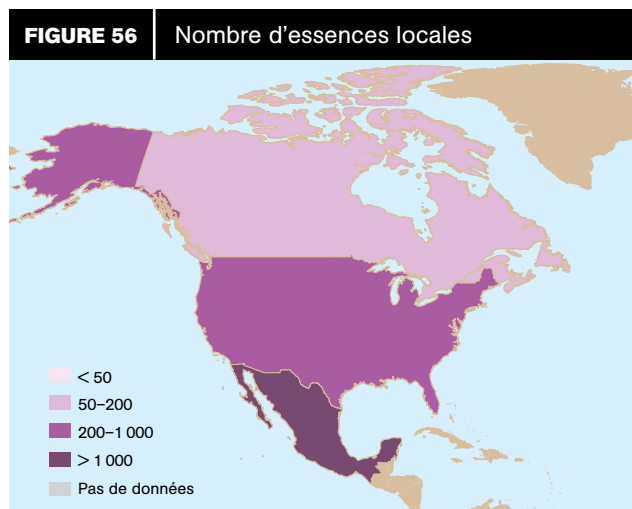 FIGURE 56 Nombre d’essences locales
< 50
50–200
200–1 000
> 1 000
Pas de données